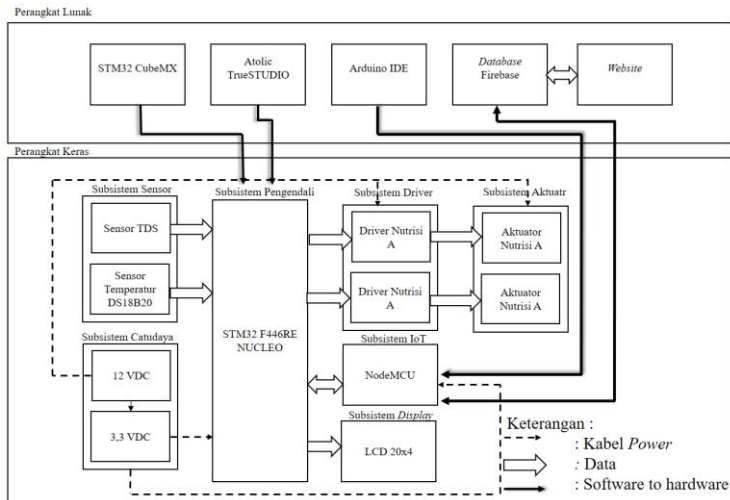 Perangkat Lunak
STM32 CubeMX
Atolic
TrueSTUDIO
Arduino IDE
Database
Firebase
Website
Perangkat Keras
Subsistem Sensor
Sensor TDS
Sensor
Temperatur
DS18B20
Subsistem Catudaya
12 VDC
3,3 VDC
Subsistem Pengendali
STM32 F446RE
NUCLEO
Subsistem Driver
Driver Nutrisi
A
Driver Nutrisi
A
Subsistem Aktuatr
Aktuator
Nutrisi A
Aktuator
Nutrisi A
Subsistem IoT
NodeMCU
Subsistem Display
LCD 20x4
Keterangan :
: Kabel Power
: Data
: Software to hardware